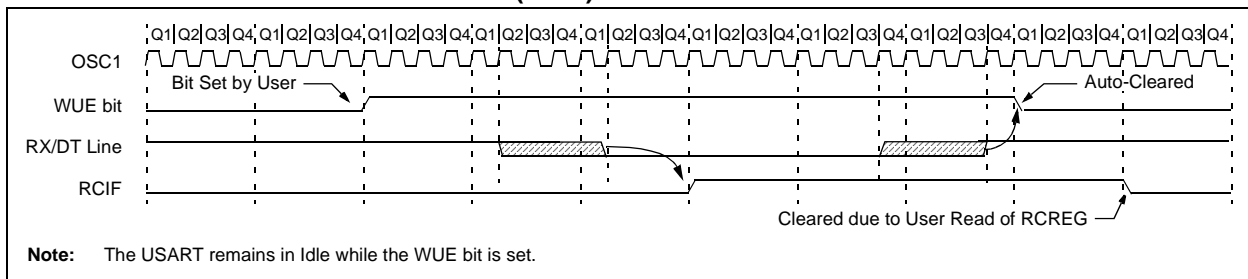 Q1 Q2 Q3 Q4 Q1 Q2 Q3 Q4 Q1 Q2 Q3 Q4 Q1 Q2 Q3 Q4 Q1 Q2 Q3 Q4 Q1 Q2 Q3 Q4 Q1 Q2 Q3 Q4 Q1 Q2 Q3 Q4 Q1 Q2 Q3 Q4 Q1 Q2 Q3 Q4
OSC1
Bit Set by User
Auto-Cleared
WUE bit
RX/DT Line
RCIF
Cleared due to User Read of RCREG
Note: The USART remains in Idle while the WUE bit is set.